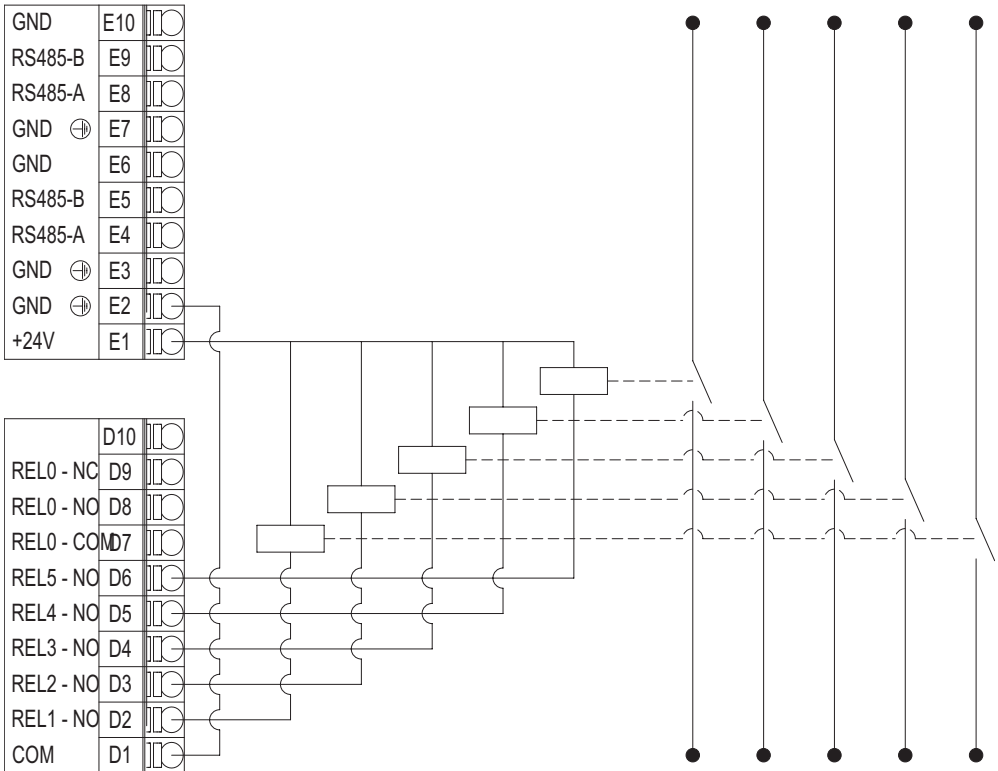 GND E10
RS485-B E9
RS485-A E8
GND E7
GND E6
RS485-B E5
RS485-A E4
GND E3
GND E2
+24V E1
D10
REL0 - NC D9
REL0 - NO D8
REL0 - COM D7
REL5 - NO D6
REL4 - NO D5
REL3 - NO D4
REL2 - NO D3
REL1 - NO D2
COM D1